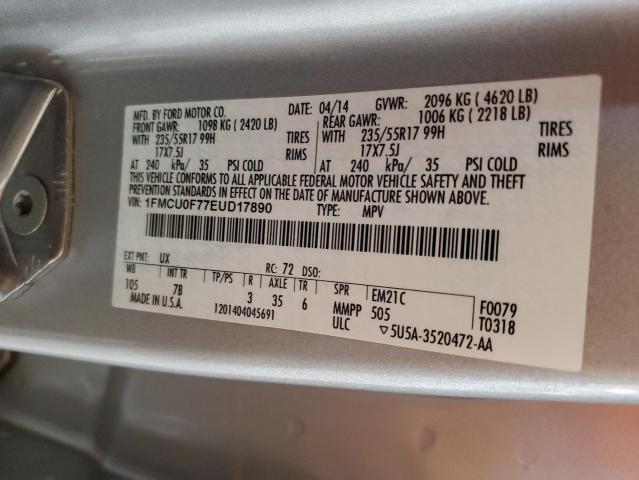 MFD. BY FORD MOTOR CO.
DATE: 04/14 GVWR: 2096 KG ( 4620 LB)
FRONT GAWR: 1098 KG (2420 LB) REAR GAWR: 1006 KG ( 2218 LB)
WITH 235/55R17 99H TIRES WITH 235/55R17 99H TIRES
17X7.5J RIMS 17X7.5J RIMS
AT 240 kPa/ 35 PSI COLD AT 240 kPa/ 35 PSI COLD
THIS VEHICLE CONFORMS TO ALL APPLICABLE FEDERAL MOTOR VEHICLE SAFETY AND THEFT
PREVENTION STANDARDS IN EFFECT ON THE DATE OF MANUFACTURE SHOWN ABOVE.
VIN: 1FMCU0F77EUD17890 TYPE: MPV
EXT PNT: UX RC: 72 DSO:
WB INT TR TP/PS R AXLE TR SPR EM21C F0079
105 7B 3 35 6 MMPP 505 T0318
MADE IN U.S.A. 1201404045691 ULC ▽5U5A-3520472-AA